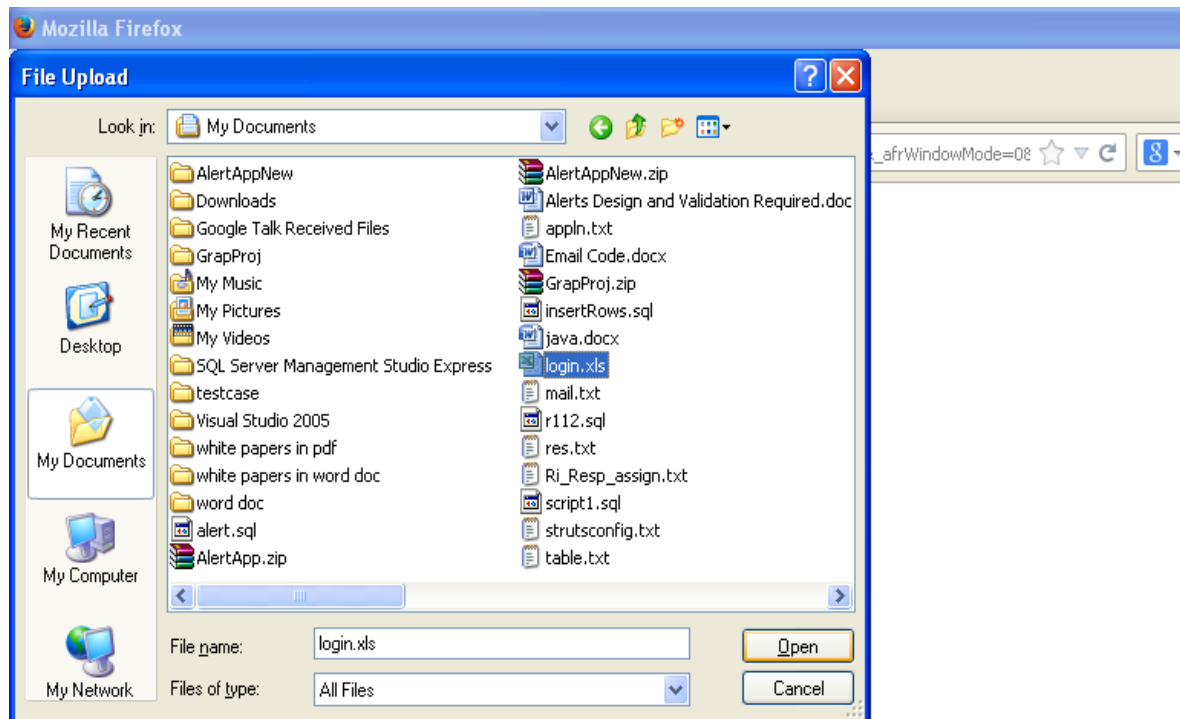 Mozilla Firefox
File Upload
Look in:
My Documents
_afrWindowMode=08
8
My Recent
Documents
Desktop
My Documents
My Computer
My Network
AlertAppNew
Downloads
Google Talk Received Files
GrapProj
My Music
My Pictures
My Videos
SQL Server Management Studio Express
testcase
Visual Studio 2005
white papers in pdf
white papers in word doc
word doc
alert.sql
AlertApp.zip
AlertAppNew.zip
Alerts Design and Validation Required.doc
appln.txt
Email Code.docx
GrapProj.zip
insertRows.sql
java.docx
login.xls
mail.txt
r112.sql
res.txt
Ri_Resp_assign.txt
script1.sql
strutsconfig.txt
table.txt
File name:
login.xls
Open
Files of type:
All Files
Cancel